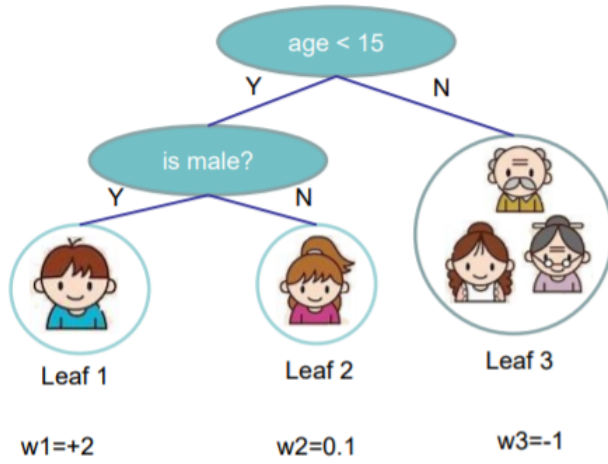 age < 15
Y
N
is male?
Y
N
Leaf 1
Leaf 2
Leaf 3
w1=+2
w2=0.1
w3=-1